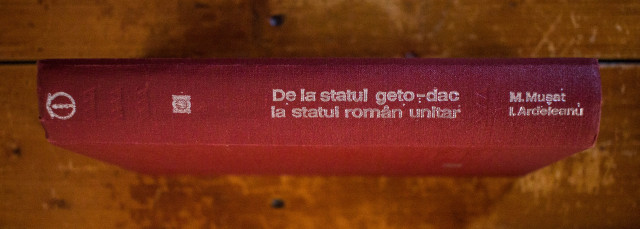 De la statul geto-dac
la statul român unitar
M. Mușat
I. Ardeleanu